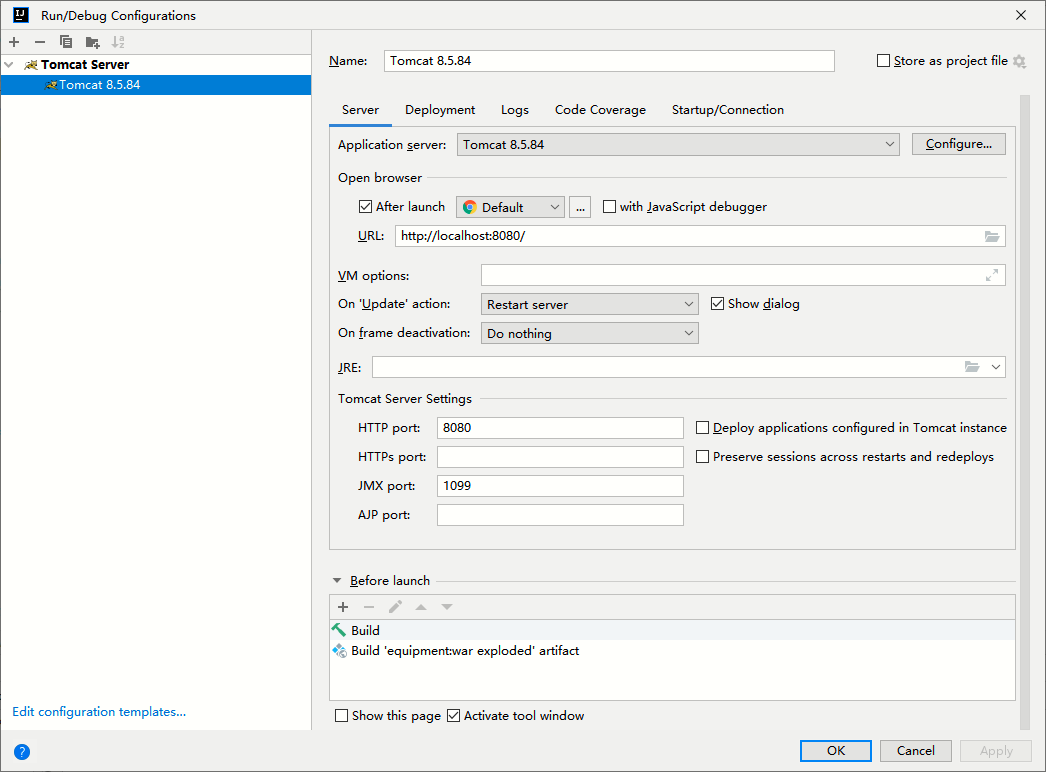 Run/Debug Configurations
Tomcat Server
Tomcat 8.5.84
Edit configuration templates...
Name: Tomcat 8.5.84 Store as project file
Server Deployment Logs Code Coverage Startup/Connection
Application server: Tomcat 8.5.84 Configure...
Open browser
After launch Default ... with JavaScript debugger
URL: http://localhost:8080/
VM options:
On 'Update' action: Restart server Show dialog
On frame deactivation: Do nothing
JRE:
Tomcat Server Settings
HTTP port: 8080 Deploy applications configured in Tomcat instance
HTTPs port: Preserve sessions across restarts and redeploys
JMX port: 1099
AJP port:
Before launch
Build
Build 'equipment:war exploded' artifact
Show this page Activate tool window
? OK Cancel Apply